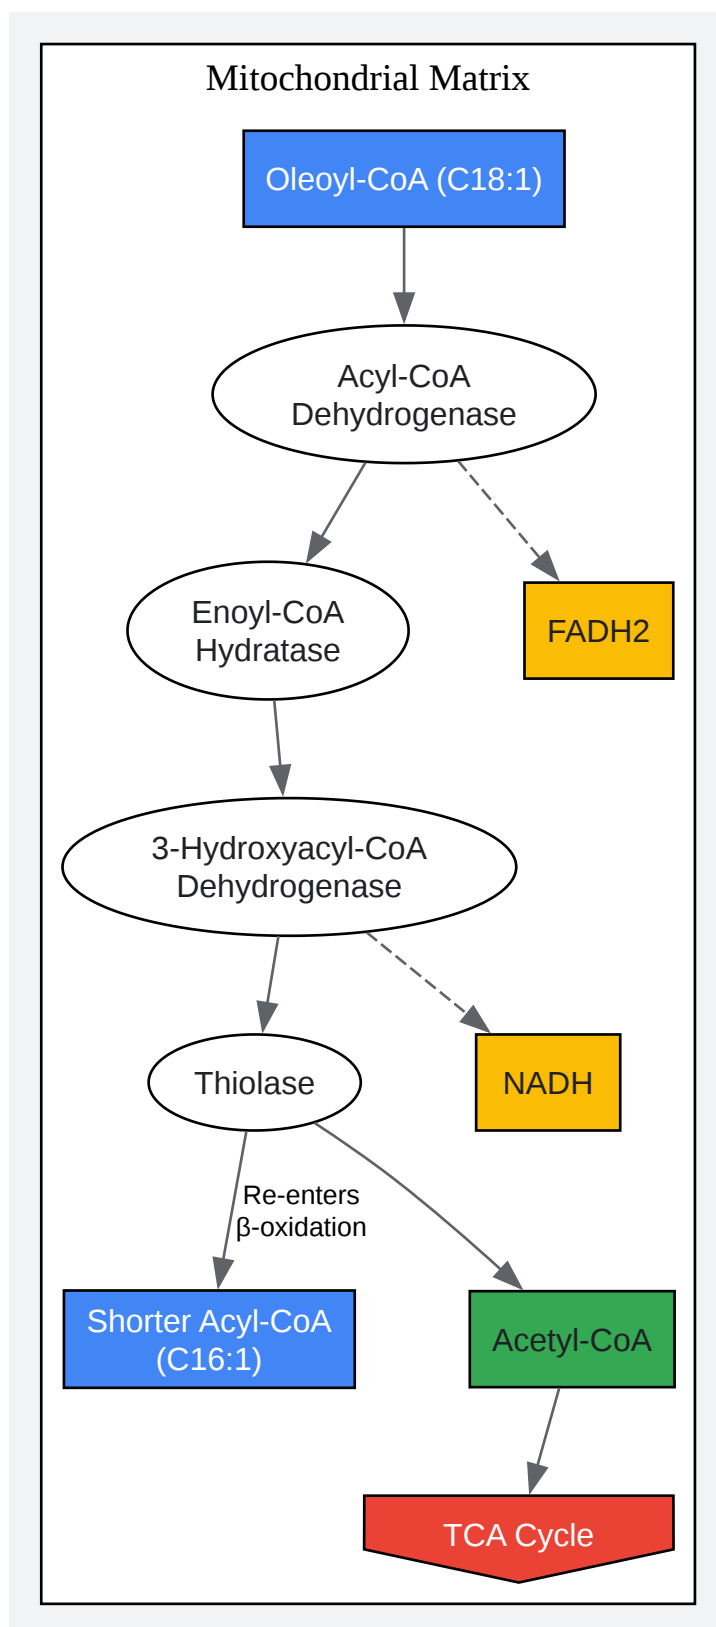 Mitochondrial Matrix
Oleoyl-CoA (C18:1)
Acyl-CoA
Dehydrogenase
Enoyl-CoA
Hydratase
FADH2
3-Hydroxyacyl-CoA
Dehydrogenase
Thiolase
NADH
Re-enters
β-oxidation
Shorter Acyl-CoA
(C16:1)
Acetyl-CoA
TCA Cycle